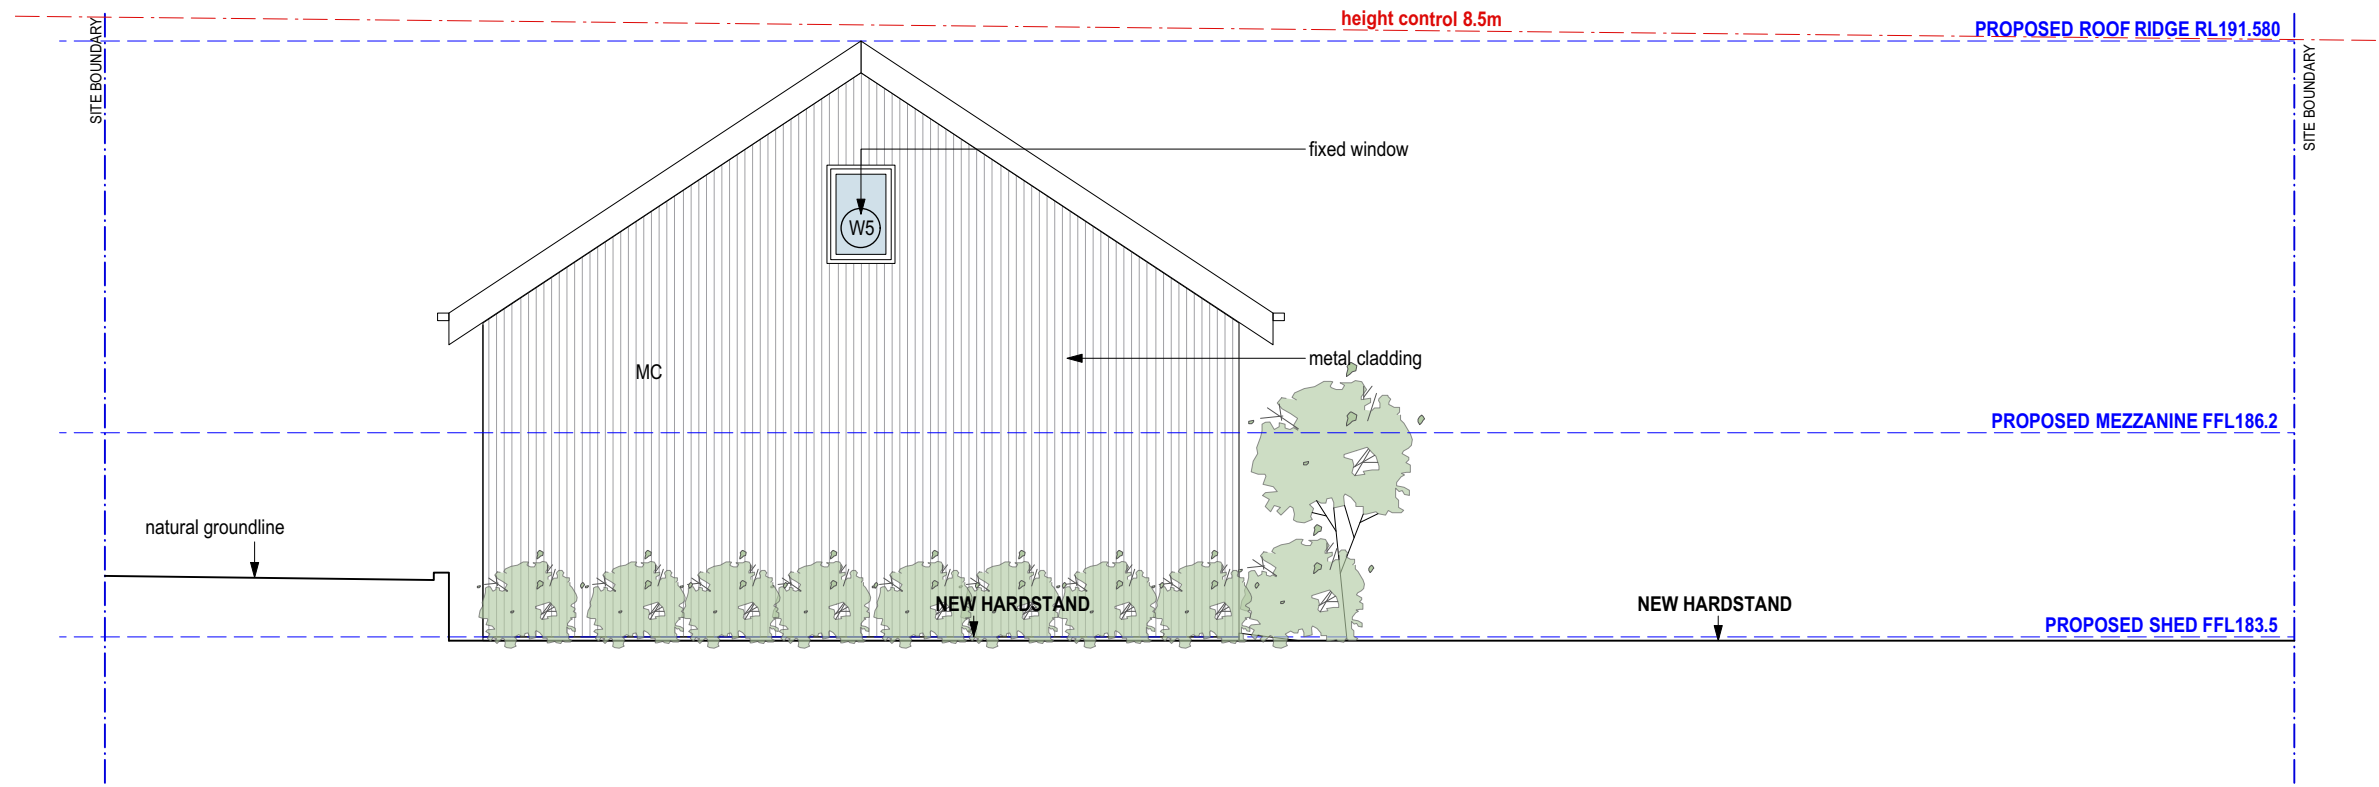 height control 8.5m
PROPOSED ROOF RIDGE RL191.580
SITE BOUNDARY
SITE BOUNDARY
fixed window
W5
metal cladding
MC
PROPOSED MEZZANINE FFL186.2
natural groundline
NEW HARDSTAND
NEW HARDSTAND
PROPOSED SHED FFL183.5